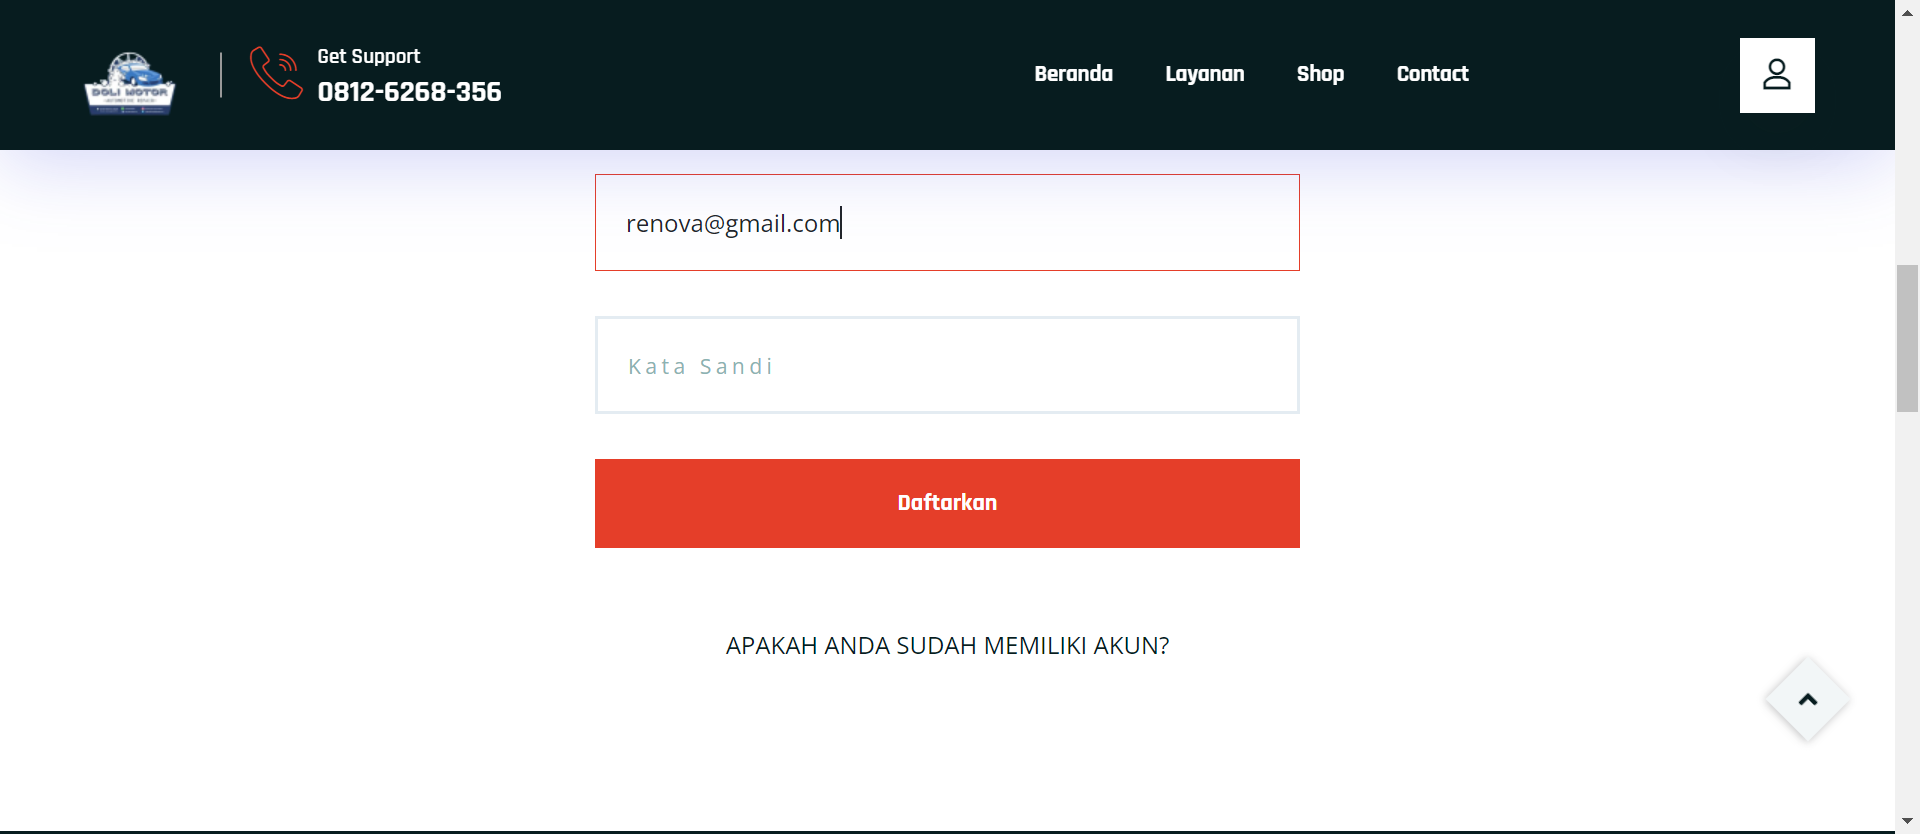 DOLI MOTOR
Get Support
0812-6268-356
Beranda
Layanan
Shop
Contact
renova@gmail.com
Kata Sandi
Daftarkan
APAKAH ANDA SUDAH MEMILIKI AKUN?